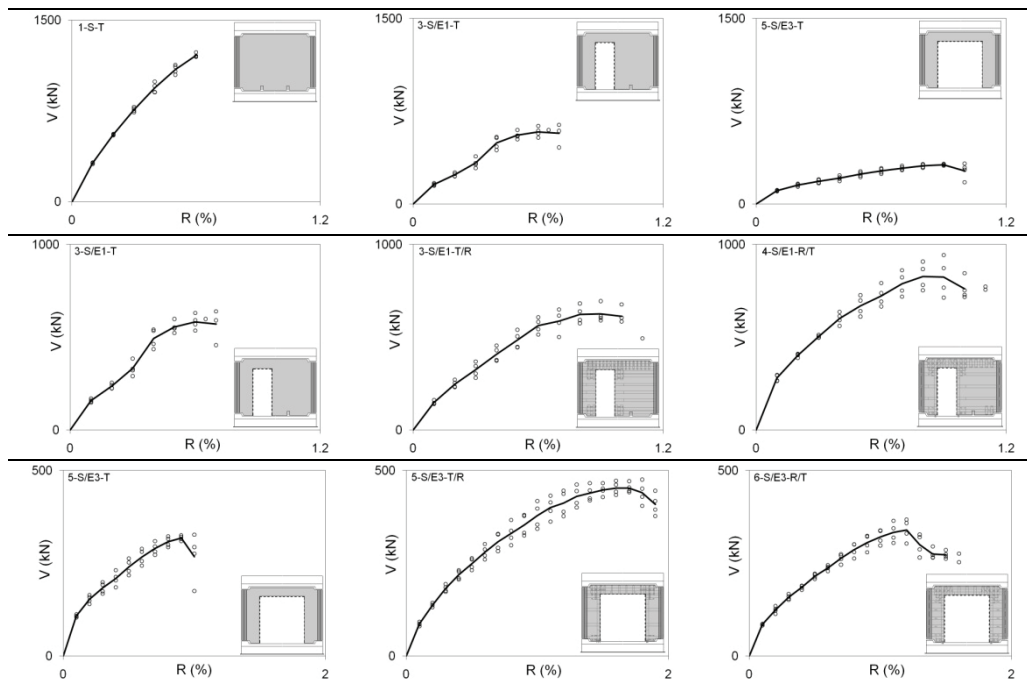 1-S-T
1500
V (kN)
0
0
R (%)
1.2
3-S/E1-T
1500
V (kN)
0
0
R (%)
1.2
5-S/E3-T
1500
V (kN)
0
0
R (%)
1.2
3-S/E1-T
1000
V (kN)
0
0
R (%)
1.2
3-S/E1-T/R
1000
V (kN)
0
0
R (%)
1.2
4-S/E1-R/T
1000
V (kN)
0
0
R (%)
1.2
5-S/E3-T
500
V (kN)
0
0
R (%)
2
5-S/E3-T/R
500
V (kN)
0
0
R (%)
2
6-S/E3-R/T
500
V (kN)
0
0
R (%)
2